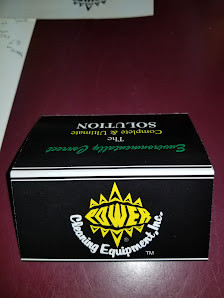 The
Complete & Ultimate
SOLUTION
Environmentally Correct
POWER
Cleaning Equipment, Inc.
TM